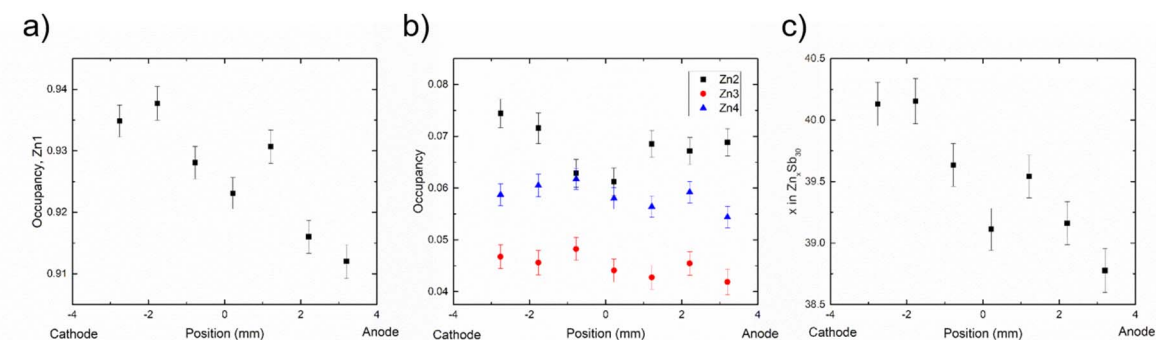 a)
Occupancy, Zn1
0.94
0.93
0.92
0.91
-4
-2
0
2
4
Cathode
Position (mm)
Anode
b)
Occupancy
0.08
0.07
0.06
0.05
0.04
Zn2
Zn3
Zn4
-4
-2
0
2
4
Cathode
Position (mm)
Anode
c)
x in ZnₓSb₃₀
40.5
40.0
39.5
39.0
38.5
-4
-2
0
2
4
Cathode
Position (mm)
Anode